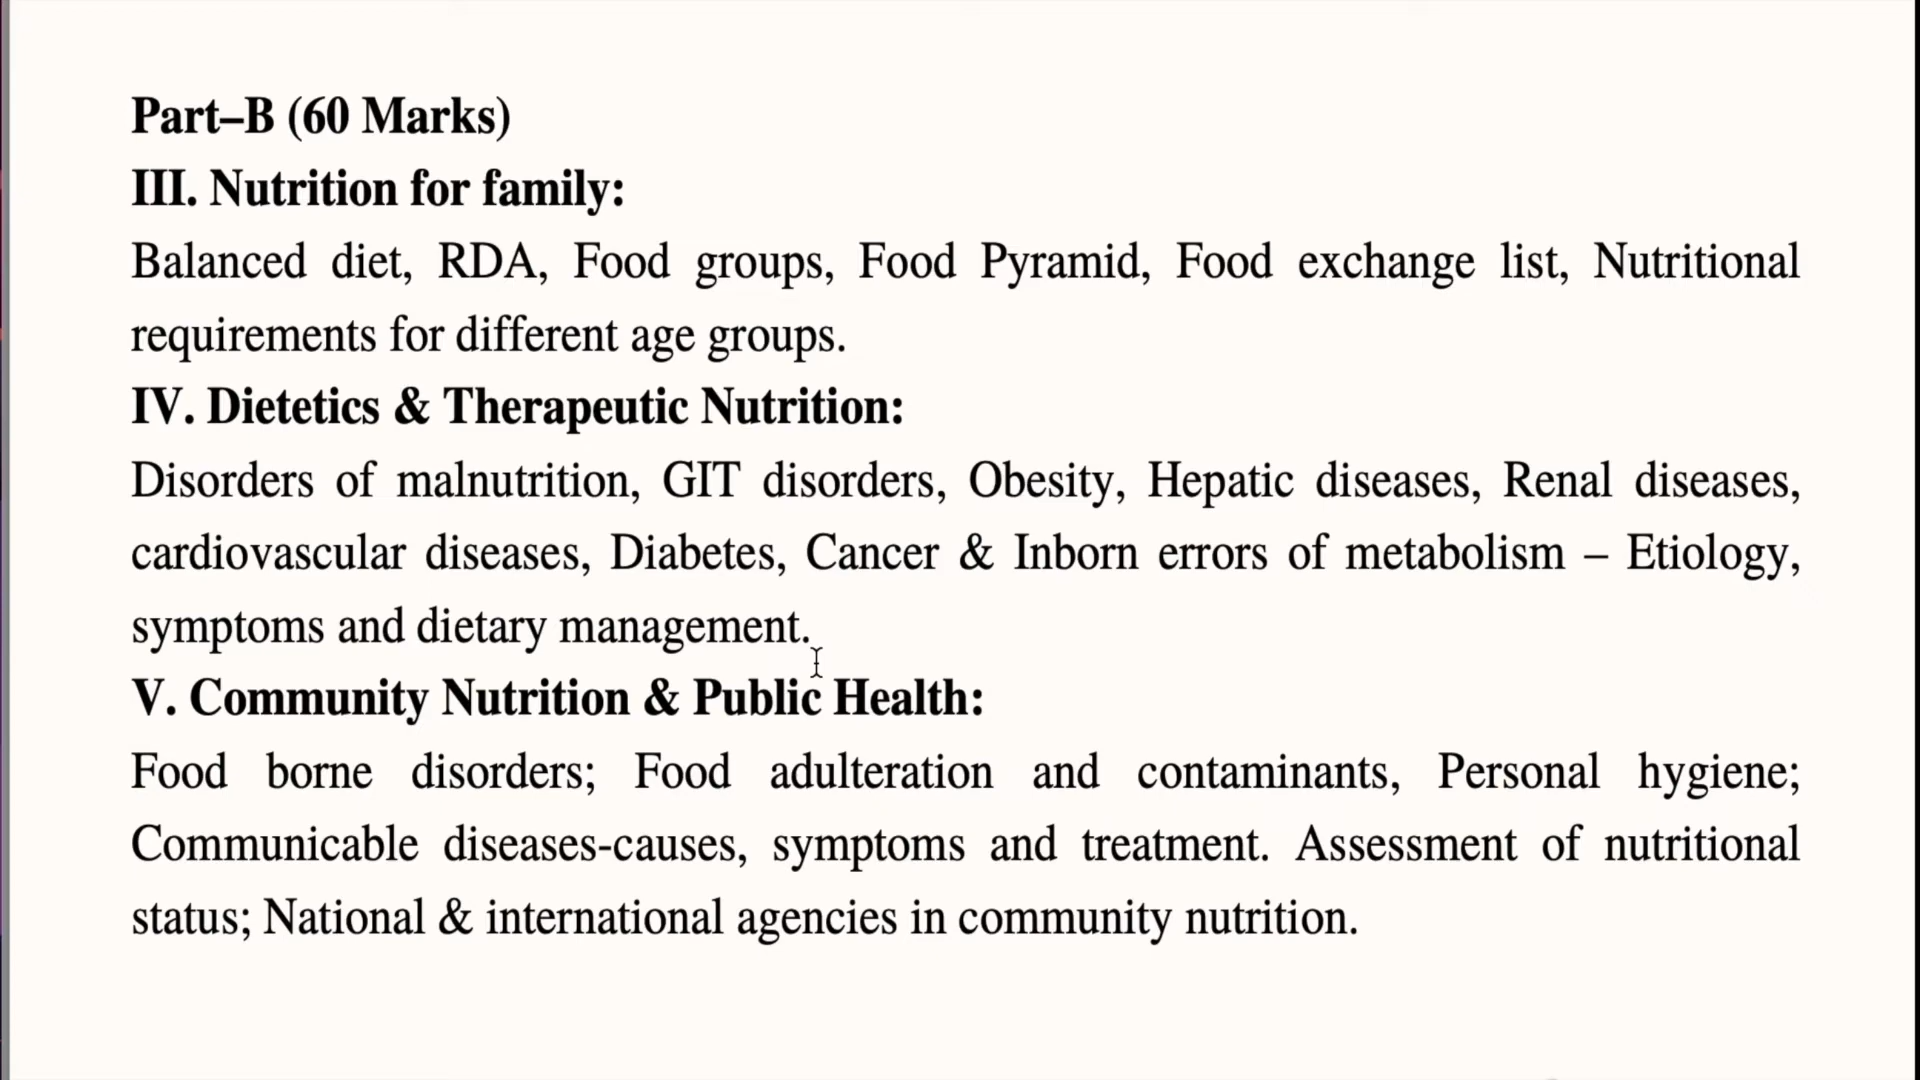 Part–B (60 Marks)
III. Nutrition for family:
Balanced diet, RDA, Food groups, Food Pyramid, Food exchange list, Nutritional
requirements for different age groups.
IV. Dietetics & Therapeutic Nutrition:
Disorders of malnutrition, GIT disorders, Obesity, Hepatic diseases, Renal diseases,
cardiovascular diseases, Diabetes, Cancer & Inborn errors of metabolism – Etiology,
symptoms and dietary management.
V. Community Nutrition & Public Health:
Food borne disorders; Food adulteration and contaminants, Personal hygiene;
Communicable diseases-causes, symptoms and treatment. Assessment of nutritional
status; National & international agencies in community nutrition.